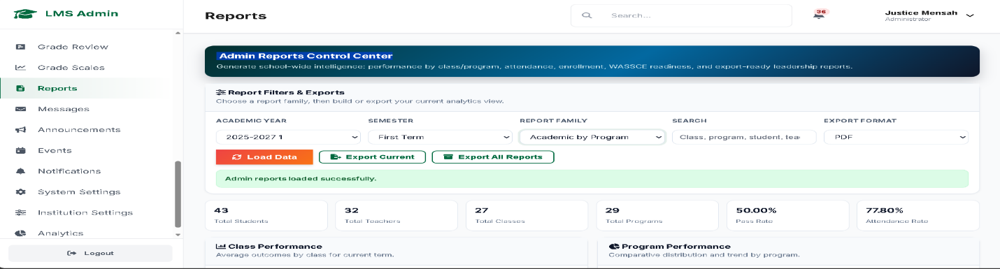 LMS Admin
Reports
Search...
36
Justice Mensah
Administrator
Grade Review
Grade Scales
Reports
Messages
Announcements
Events
Notifications
System Settings
Institution Settings
Analytics
Logout
Admin Reports Control Center
Generate school-wide intelligence: performance by class/program, attendance, enrollment, WASSCE readiness, and export-ready leadership reports.
Report Filters & Exports
Choose a report family, then build or export your current analytics view.
ACADEMIC YEAR SEMESTER REPORT FAMILY SEARCH EXPORT FORMAT
2025-2027 1 First Term Academic by Program Class, program, student, tea PDF
Load Data Export Current Export All Reports
Admin reports loaded successfully.
43 32 27 29 50.00% 77.80%
Total Students Total Teachers Total Classes Total Programs Pass Rate Attendance Rate
Class Performance
Average outcomes by class for current term.
Program Performance
Comparative distribution and trend by program.